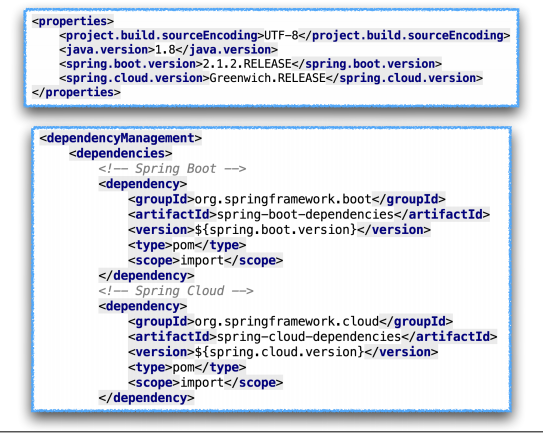 <properties>
<project.build.sourceEncoding>UTF-8</project.build.sourceEncoding>
<java.version>1.8</java.version>
<spring.boot.version>2.1.2.RELEASE</spring.boot.version>
<spring.cloud.version>Greenwich.RELEASE</spring.cloud.version>
</properties>
<dependencyManagement>
<dependencies>
<!-- Spring Boot -->
<dependency>
<groupId>org.springframework.boot</groupId>
<artifactId>spring-boot-dependencies</artifactId>
<version>${spring.boot.version}</version>
<type>pom</type>
<scope>import</scope>
</dependency>
<!-- Spring Cloud -->
<dependency>
<groupId>org.springframework.cloud</groupId>
<artifactId>spring-cloud-dependencies</artifactId>
<version>${spring.cloud.version}</version>
<type>pom</type>
<scope>import</scope>
</dependency>